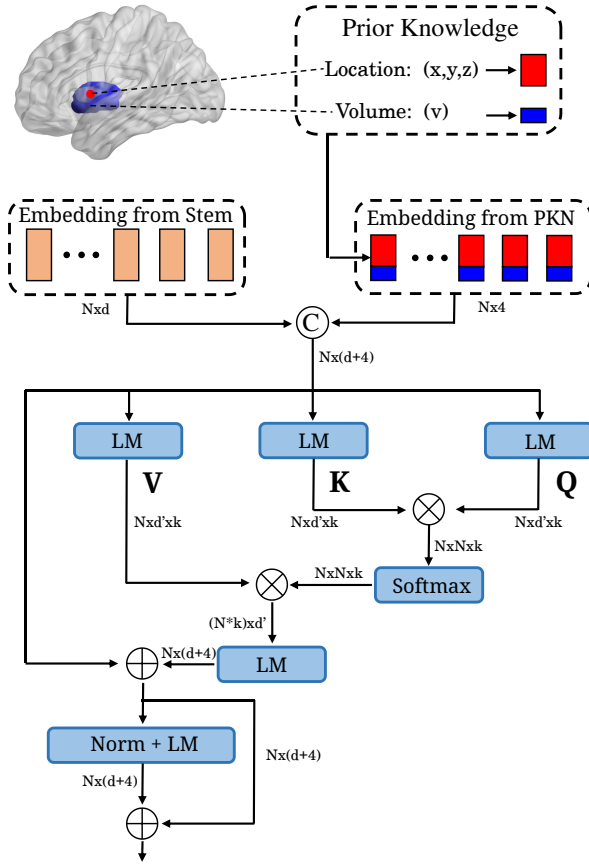 Prior Knowledge
Location: (x,y,z)
Volume: (v)
Embedding from Stem
Embedding from PKN
Nxd
Nx4
C
Nx(d+4)
LM
LM
LM
V
K
Q
Nxd'xk
Nxd'xk
Nxd'xk
NxNxk
NxNxk
Softmax
(N*k)xd'
Nx(d+4)
LM
Norm + LM
Nx(d+4)
Nx(d+4)